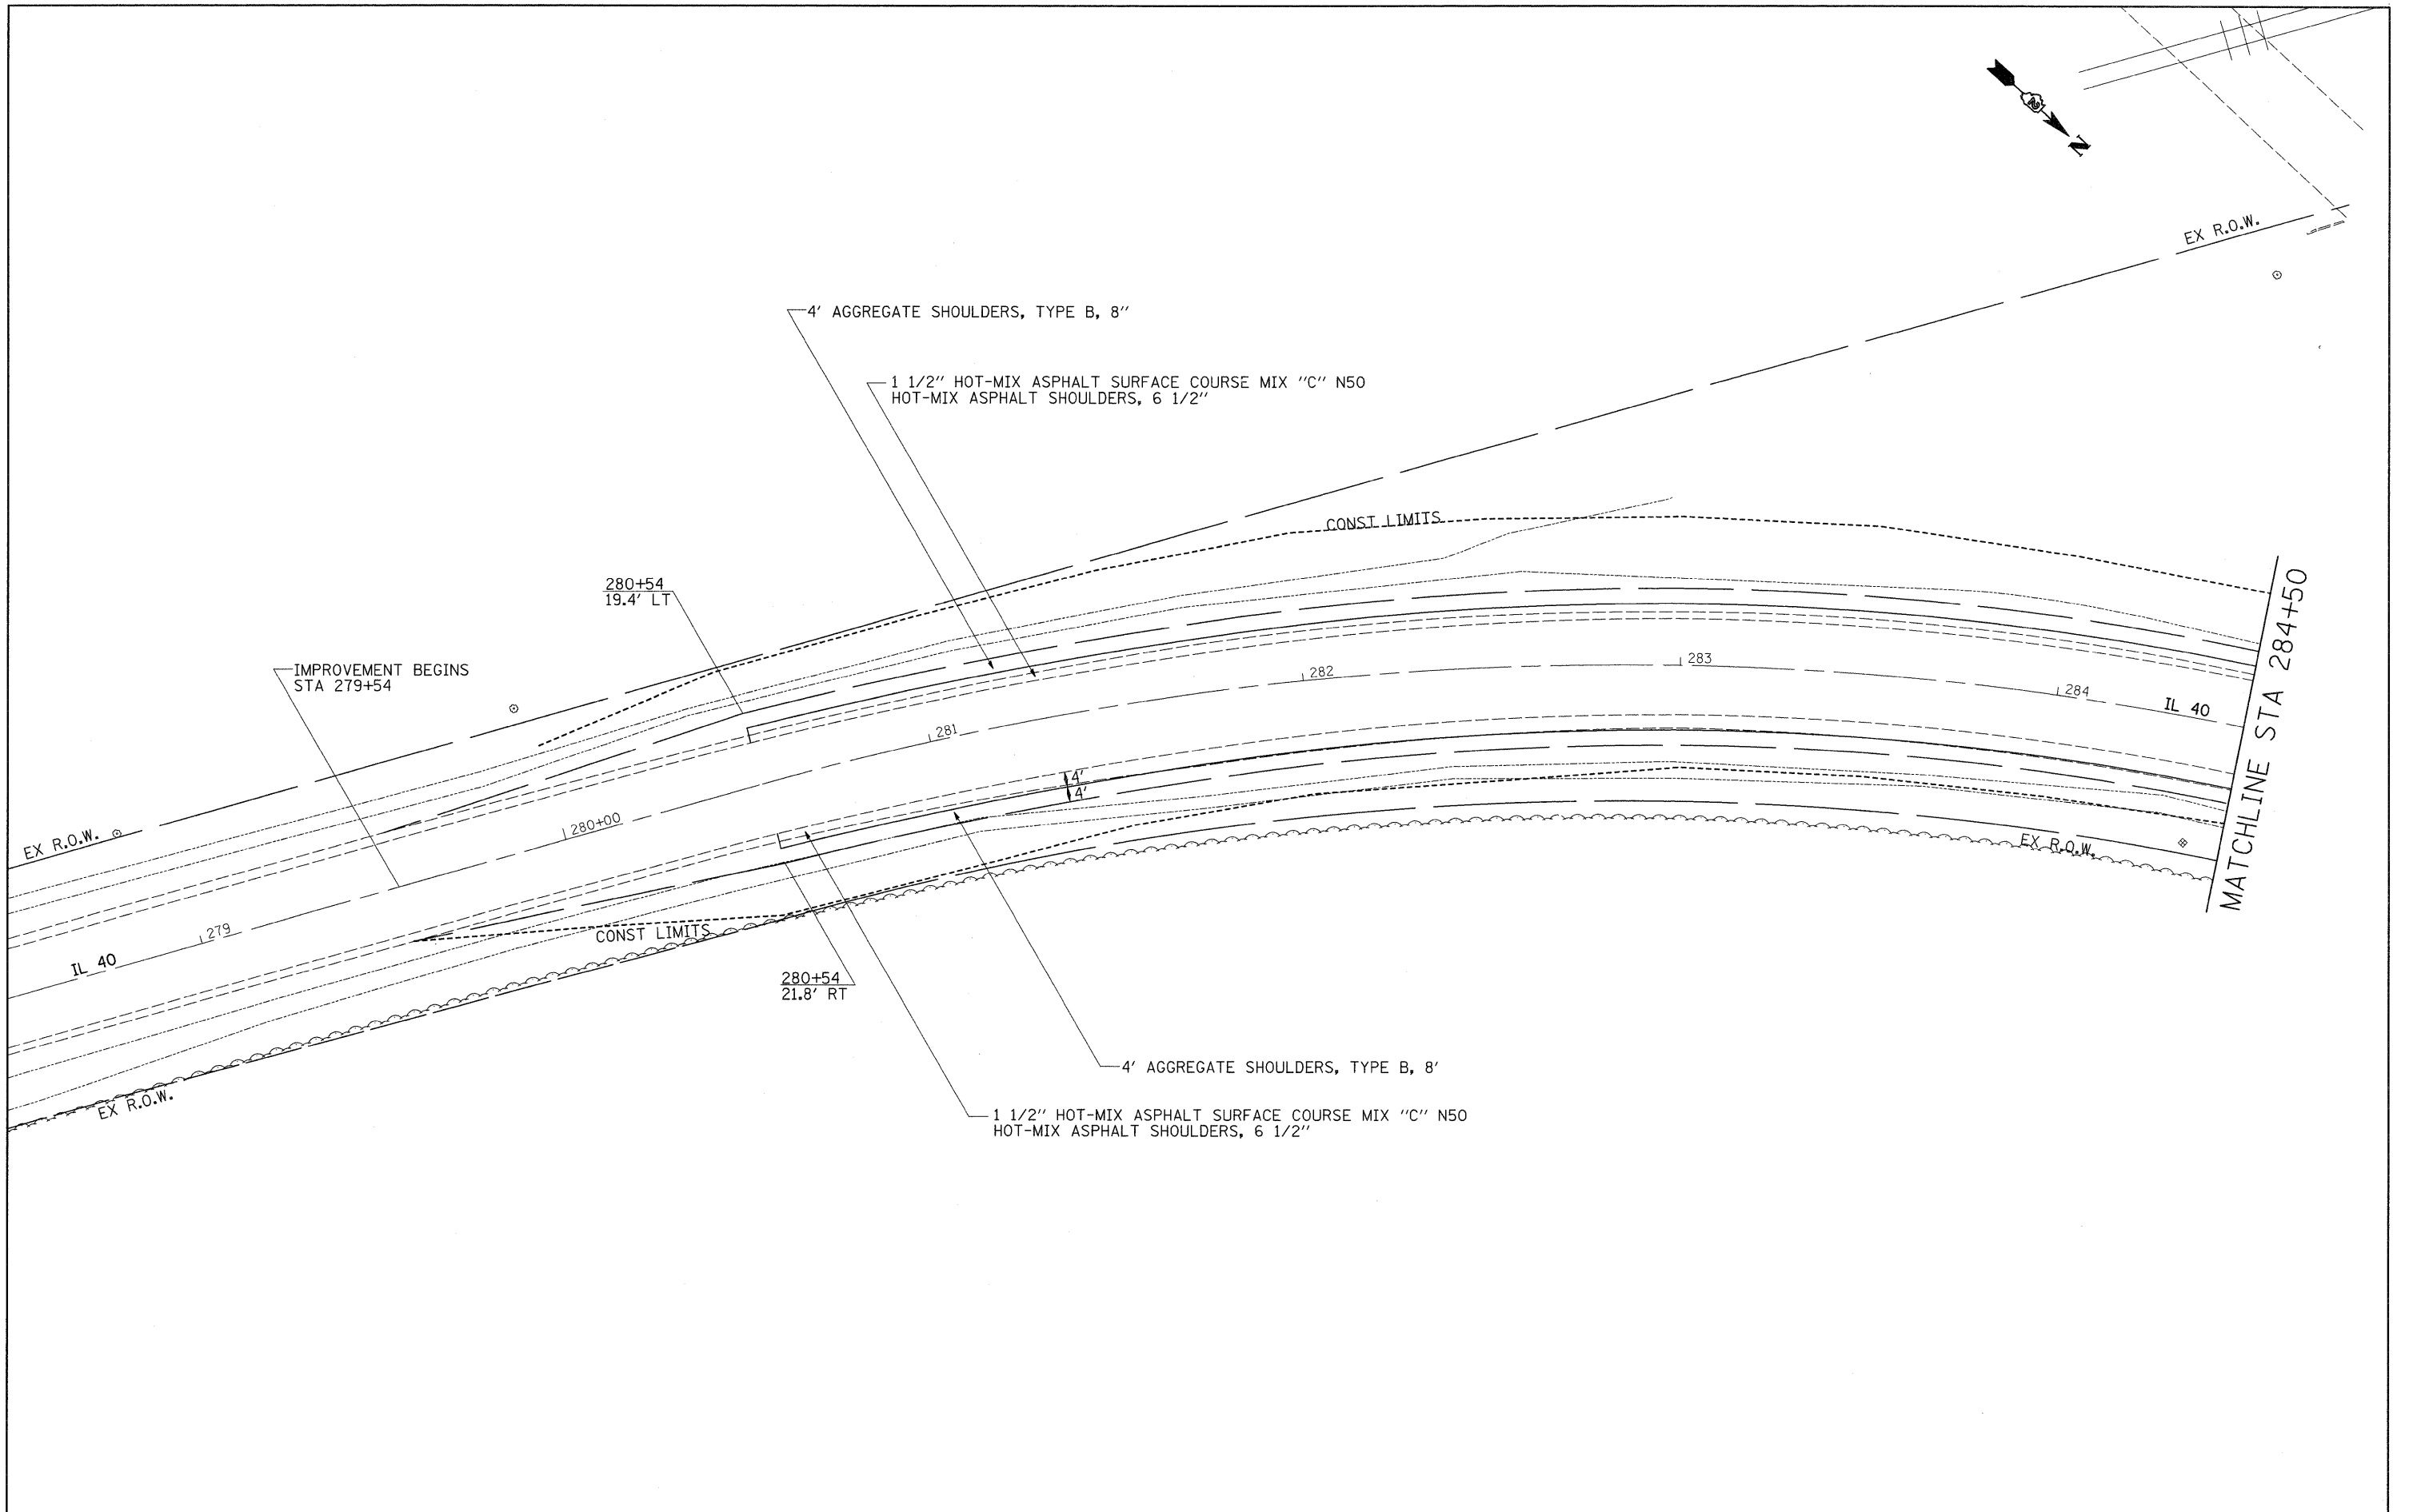 N
EX R.O.W.
4' AGGREGATE SHOULDERS, TYPE B, 8"
1 1/2" HOT-MIX ASPHALT SURFACE COURSE MIX "C" N50
HOT-MIX ASPHALT SHOULDERS, 6 1/2"
CONST LIMITS
280+54
19.4' LT
IMPROVEMENT BEGINS
STA 279+54
MATCHLINE STA 284+50
283
282
284
IL 40
281
4'
4'
280+00
EX R.O.W.
EX R.O.W.
279
CONST LIMITS
IL 40
280+54
21.8' RT
4' AGGREGATE SHOULDERS, TYPE B, 8'
EX R.O.W.
1 1/2" HOT-MIX ASPHALT SURFACE COURSE MIX "C" N50
HOT-MIX ASPHALT SHOULDERS, 6 1/2"